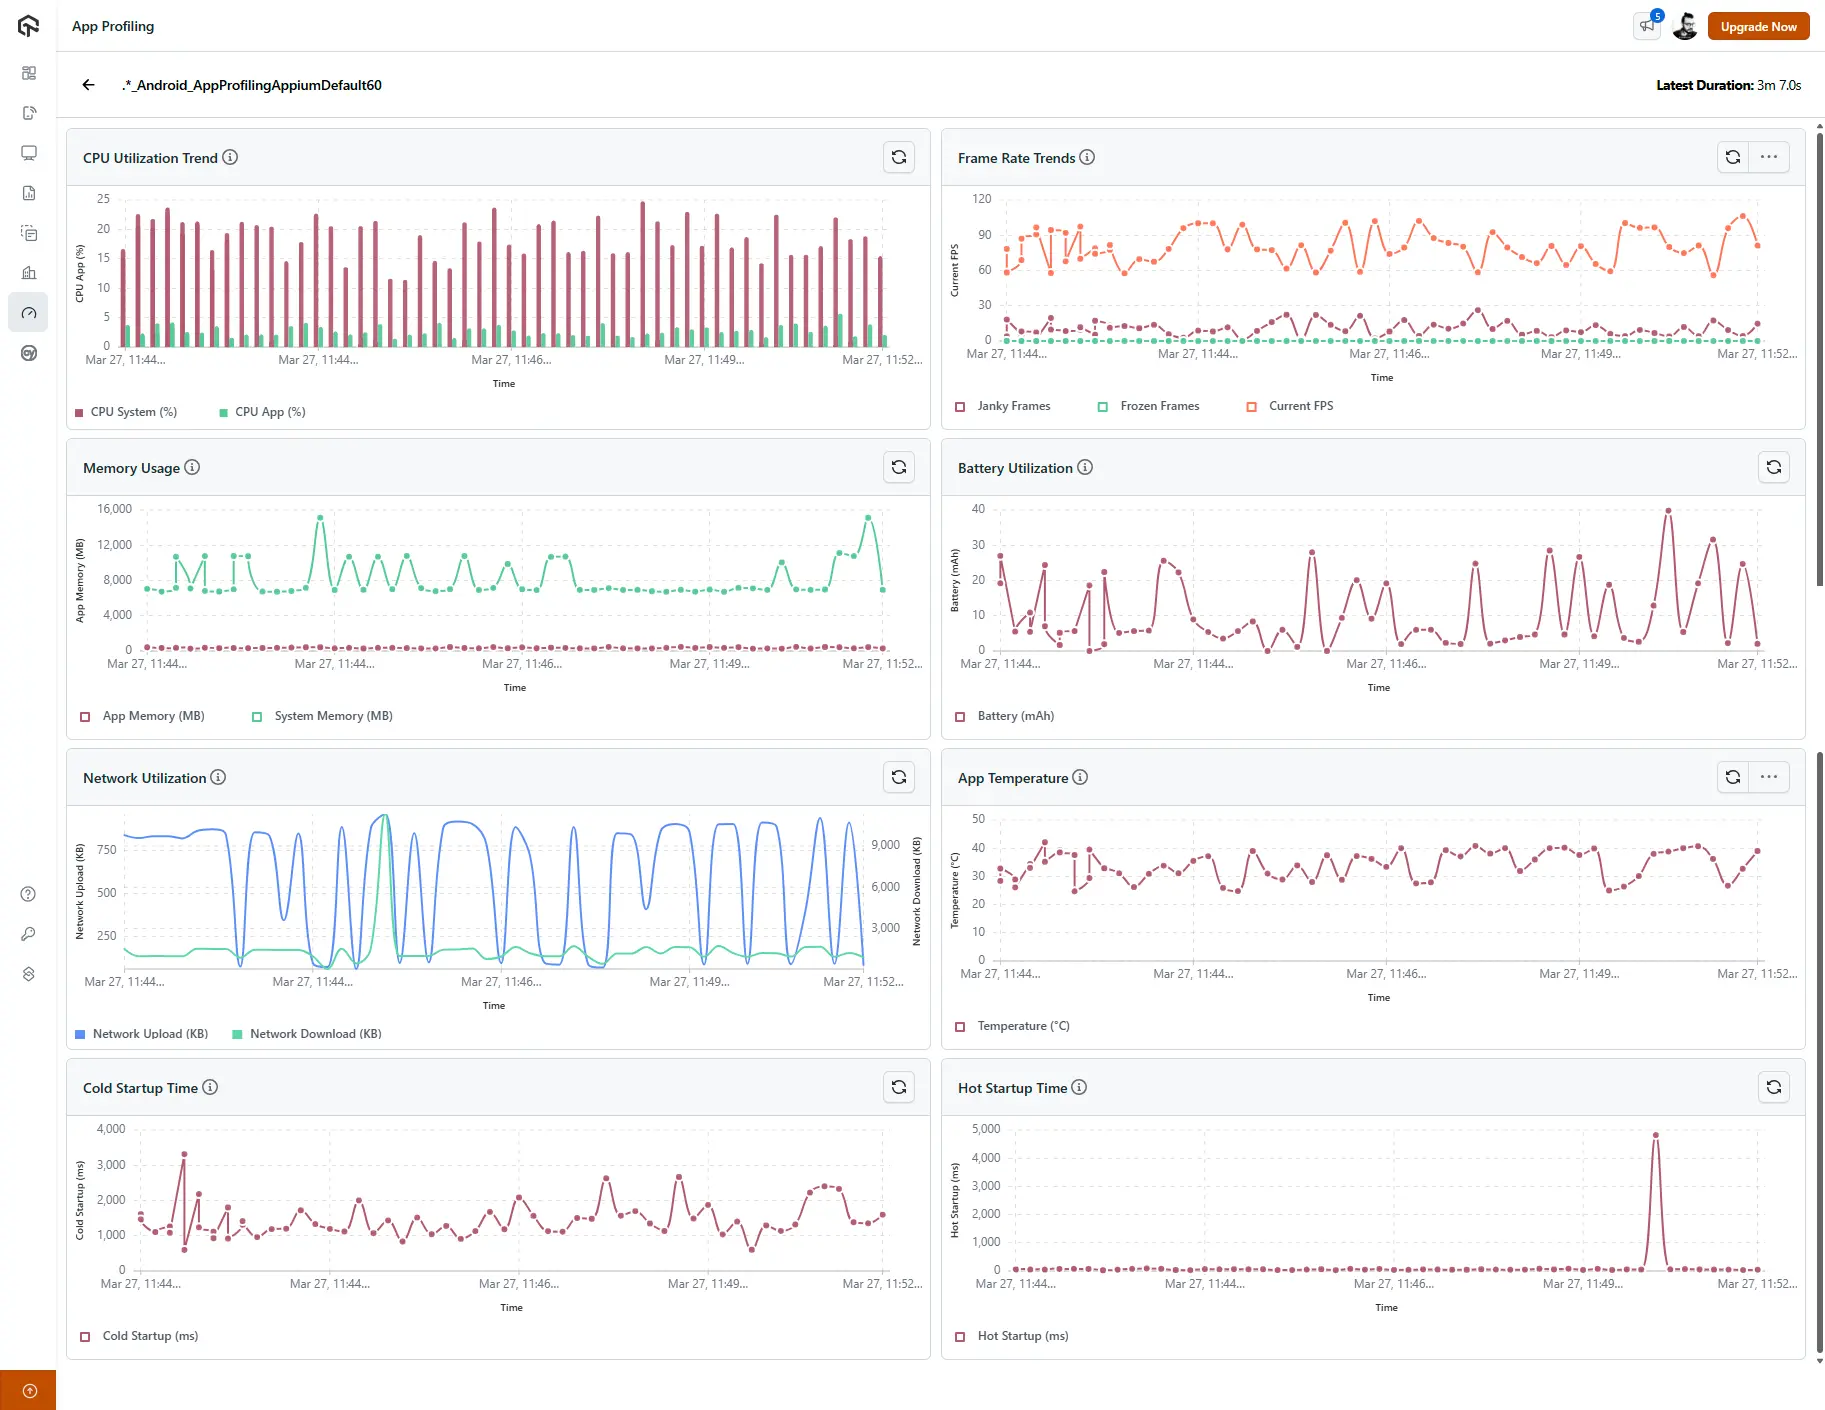 App Profiling
5
Upgrade Now
.*_Android_AppProfilingAppiumDefault60
Latest Duration: 3m 7.0s
CPU Utilization Trend
CPU App (%)
25
20
15
10
5
0
Mar 27, 11:44...
Mar 27, 11:44...
Mar 27, 11:46...
Mar 27, 11:49...
Mar 27, 11:52...
Time
CPU System (%)
CPU App (%)
Frame Rate Trends
Current FPS
120
90
60
30
0
Mar 27, 11:44...
Mar 27, 11:44...
Mar 27, 11:46...
Mar 27, 11:49...
Mar 27, 11:52...
Time
Janky Frames
Frozen Frames
Current FPS
Memory Usage
App Memory (MB)
16,000
12,000
8,000
4,000
0
Mar 27, 11:44...
Mar 27, 11:44...
Mar 27, 11:46...
Mar 27, 11:49...
Mar 27, 11:52...
Time
App Memory (MB)
System Memory (MB)
Battery Utilization
Battery (mAh)
40
30
20
10
0
Mar 27, 11:44...
Mar 27, 11:44...
Mar 27, 11:46...
Mar 27, 11:49...
Mar 27, 11:52...
Time
Battery (mAh)
Network Utilization
Network Upload (KB)
750
500
250
9,000
6,000
3,000
Network Download (KB)
Mar 27, 11:44...
Mar 27, 11:44...
Mar 27, 11:46...
Mar 27, 11:49...
Mar 27, 11:52...
Time
Network Upload (KB)
Network Download (KB)
App Temperature
Temperature (°C)
50
40
30
20
10
0
Mar 27, 11:44...
Mar 27, 11:44...
Mar 27, 11:46...
Mar 27, 11:49...
Mar 27, 11:52...
Time
Temperature (°C)
Cold Startup Time
Cold Startup (ms)
4,000
3,000
2,000
1,000
0
Mar 27, 11:44...
Mar 27, 11:44...
Mar 27, 11:46...
Mar 27, 11:49...
Mar 27, 11:52...
Time
Cold Startup (ms)
Hot Startup Time
Hot Startup (ms)
5,000
4,000
3,000
2,000
1,000
0
Mar 27, 11:44...
Mar 27, 11:44...
Mar 27, 11:46...
Mar 27, 11:49...
Mar 27, 11:52...
Time
Hot Startup (ms)